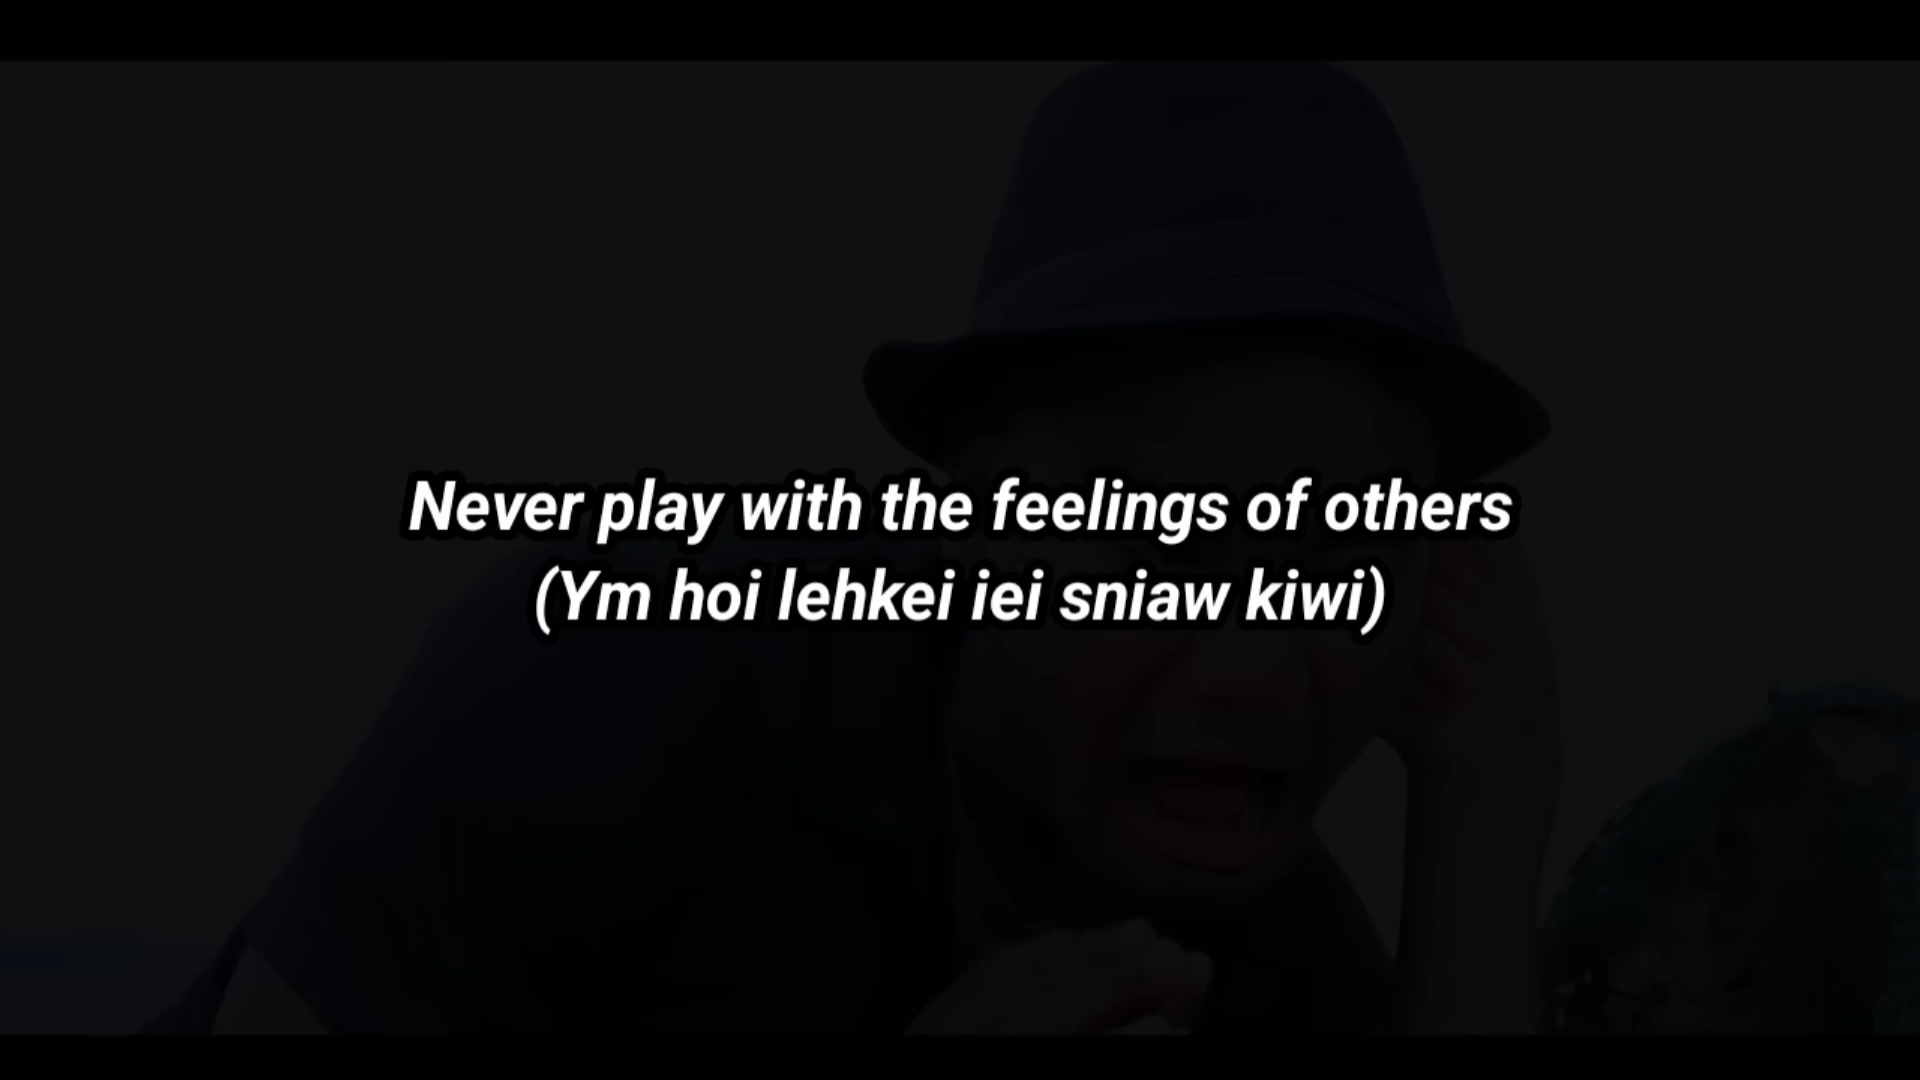 Never play with the feelings of others
(Ym hoi lehkei iei sniaw kiwi)